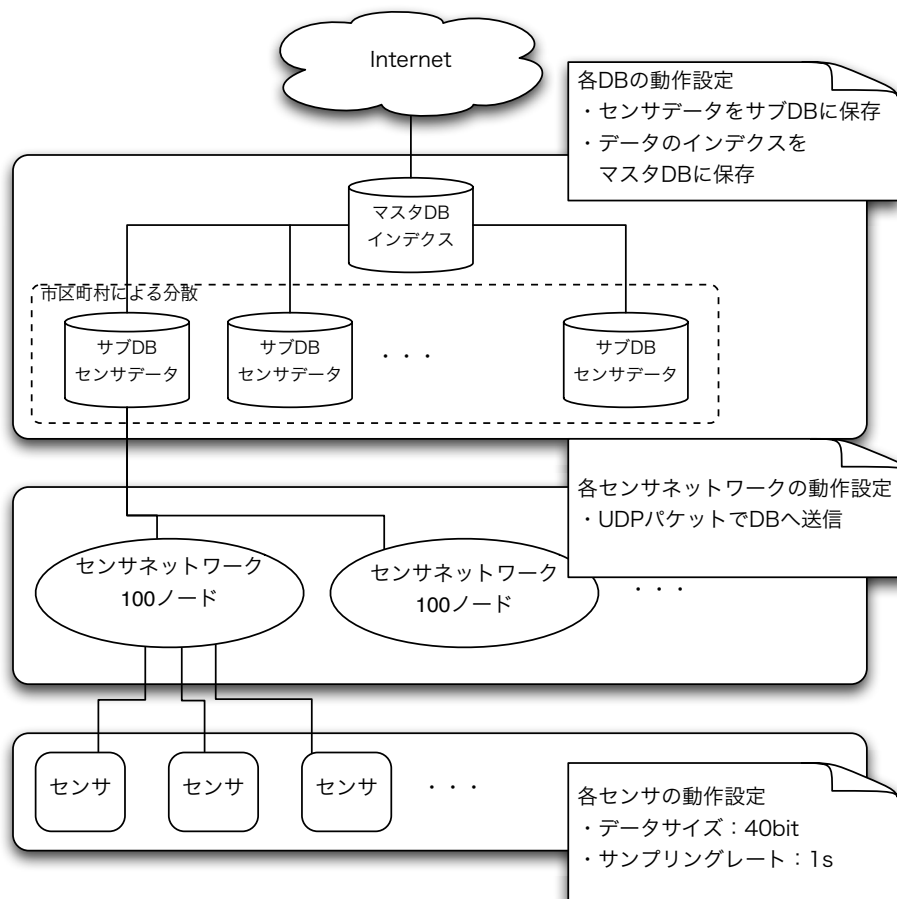 Internet
各DBの動作設定
・センサデータをサブDBに保存
・データのインデクスを
マスタDBに保存
マスタDB
インデクス
市区町村による分散
サブDB
センサデータ
サブDB
センサデータ
・・・
サブDB
センサデータ
各センサネットワークの動作設定
・UDPパケットでDBへ送信
センサネットワーク
100ノード
センサネットワーク
100ノード
・・・
センサ
センサ
センサ
・・・
各センサの動作設定
・データサイズ：40bit
・サンプリングレート：1s